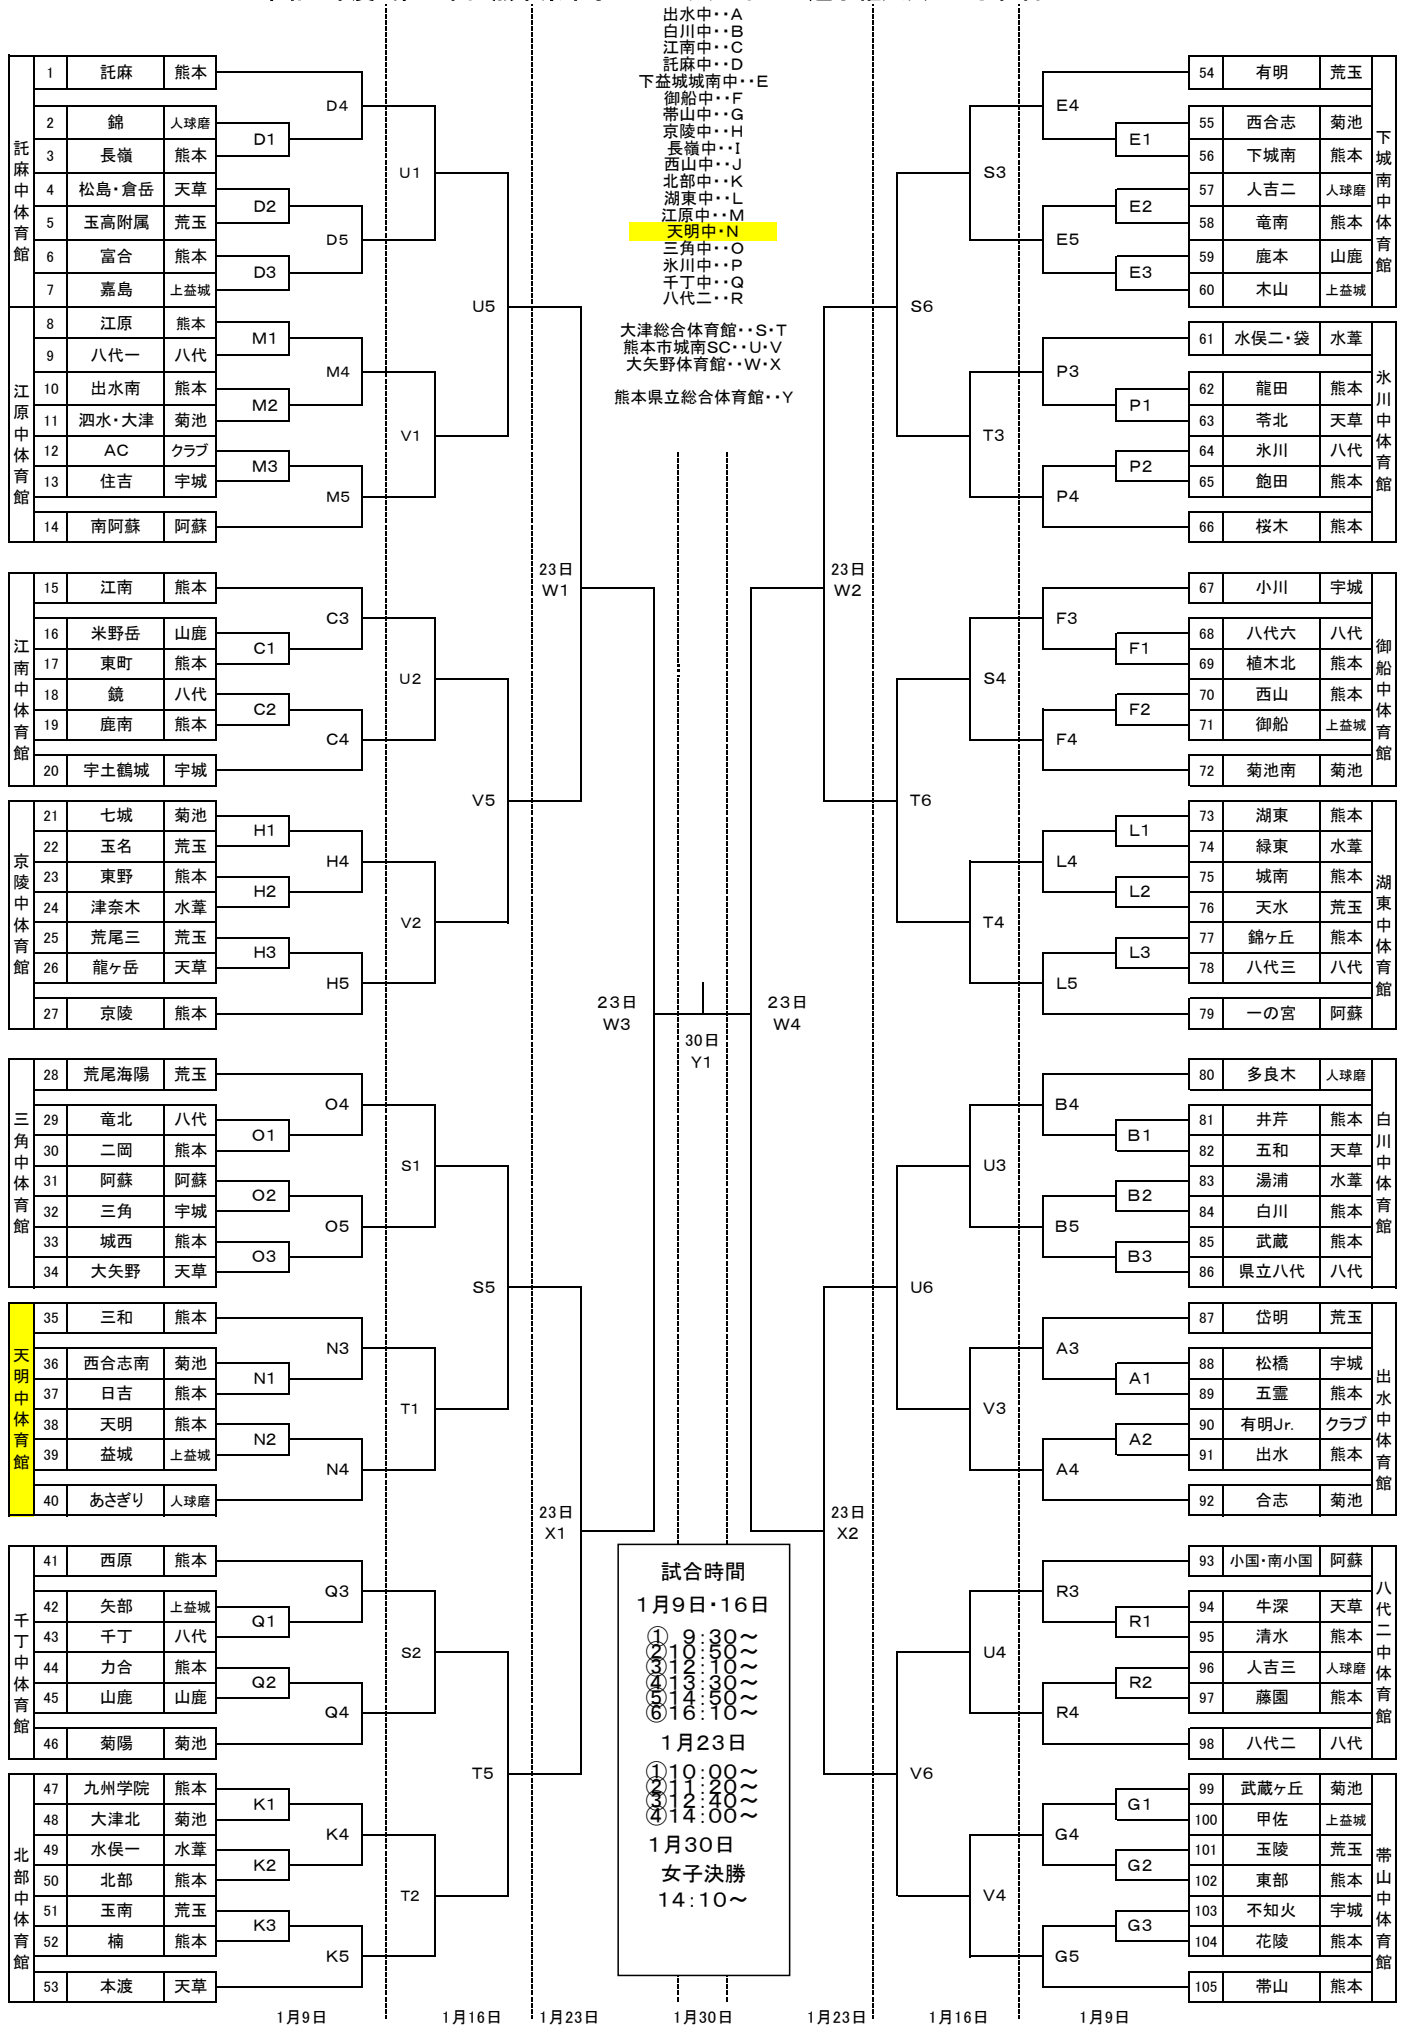 出水中・・A
白川中・・B
江南中・・C
託麻中・・D
下益城城南中・・E
御船中・・F
帯山中・・G
京陵中・・H
長嶺中・・I
西山中・・J
北部中・・K
湖東中・・L
江原中・・M
天明中・N
三角中・・O
氷川中・・P
千丁中・・Q
八代二・・R
大津総合体育館・・S・T
熊本市城南SC・・U・V
大矢野体育館・・W・X
熊本県立総合体育館・・Y
託麻中体育館
1 託麻 熊本
2 錦 人球磨
3 長嶺 熊本
4 松島・倉岳 天草
5 玉高附属 荒玉
6 富合 熊本
7 嘉島 上益城
D4
D1
D2
D5
D3
U1
江原中体育館
8 江原 熊本
9 八代一 八代
10 出水南 熊本
11 泗水・大津 菊池
12 AC クラブ
13 住吉 宇城
14 南阿蘇 阿蘇
M1
M4
M2
M3
M5
V1
U5
江南中体育館
15 江南 熊本
16 米野岳 山鹿
17 東町 熊本
18 鏡 八代
19 鹿南 熊本
20 宇土鶴城 宇城
C3
C1
C2
C4
U2
京陵中体育館
21 七城 菊池
22 玉名 荒玉
23 東野 熊本
24 津奈木 水葦
25 荒尾三 荒玉
26 龍ヶ岳 天草
27 京陵 熊本
H1
H4
H2
H3
H5
V2
V5
23日
W1
三角中体育館
28 荒尾海陽 荒玉
29 竜北 八代
30 二岡 熊本
31 阿蘇 阿蘇
32 三角 宇城
33 城西 熊本
34 大矢野 天草
O4
O1
O2
O5
O3
S1
天明中体育館
35 三和 熊本
36 西合志南 菊池
37 日吉 熊本
38 天明 熊本
39 益城 上益城
40 あさぎり 人球磨
N3
N1
N2
N4
T1
S5
千丁中体育館
41 西原 熊本
42 矢部 上益城
43 千丁 八代
44 力合 熊本
45 山鹿 山鹿
46 菊陽 菊池
Q3
Q1
Q2
Q4
S2
北部中体育館
47 九州学院 熊本
48 大津北 菊池
49 水俣一 水葦
50 北部 熊本
51 玉南 荒玉
52 楠 熊本
53 本渡 天草
K1
K4
K2
K3
K5
T2
T5
23日
X1
23日
W3
30日
Y1
23日
W4
下城南中体育館
54 有明 荒玉
55 西合志 菊池
56 下城南 熊本
57 人吉二 人球磨
58 竜南 熊本
59 鹿本 山鹿
60 木山 上益城
E4
E1
E2
E5
E3
S3
氷川中体育館
61 水俣二・袋 水葦
62 龍田 熊本
63 苓北 天草
64 氷川 八代
65 飽田 熊本
66 桜木 熊本
P3
P1
P2
P4
T3
S6
御船中体育館
67 小川 宇城
68 八代六 八代
69 植木北 熊本
70 西山 熊本
71 御船 上益城
72 菊池南 菊池
F3
F1
F2
F4
S4
湖東中体育館
73 湖東 熊本
74 緑東 水葦
75 城南 熊本
76 天水 荒玉
77 錦ヶ丘 熊本
78 八代三 八代
79 一の宮 阿蘇
L1
L4
L2
L3
L5
T4
T6
23日
W2
白川中体育館
80 多良木 人球磨
81 井芹 熊本
82 五和 天草
83 湯浦 水葦
84 白川 熊本
85 武蔵 熊本
86 県立八代 八代
B4
B1
B2
B5
B3
U3
出水中体育館
87 岱明 荒玉
88 松橋 宇城
89 五霊 熊本
90 有明Jr. クラブ
91 出水 熊本
92 合志 菊池
A3
A1
A2
A4
V3
U6
八代二中体育館
93 小国・南小国 阿蘇
94 牛深 天草
95 清水 熊本
96 人吉三 人球磨
97 藤園 熊本
98 八代二 八代
R3
R1
R2
R4
U4
帯山中体育館
99 武蔵ヶ丘 菊池
100 甲佐 上益城
101 玉陵 荒玉
102 東部 熊本
103 不知火 宇城
104 花陵 熊本
105 帯山 熊本
G1
G4
G2
G3
G5
V4
V6
23日
X2
試合時間
1月9日・16日
① 9:30～
②10:50～
③12:10～
④13:30～
⑤14:50～
⑥16:10～
1月23日
①10:00～
②11:20～
③12:40～
④14:00～
1月30日
女子決勝
14:10～
1月9日 1月16日 1月23日 1月30日 1月23日 1月16日 1月9日